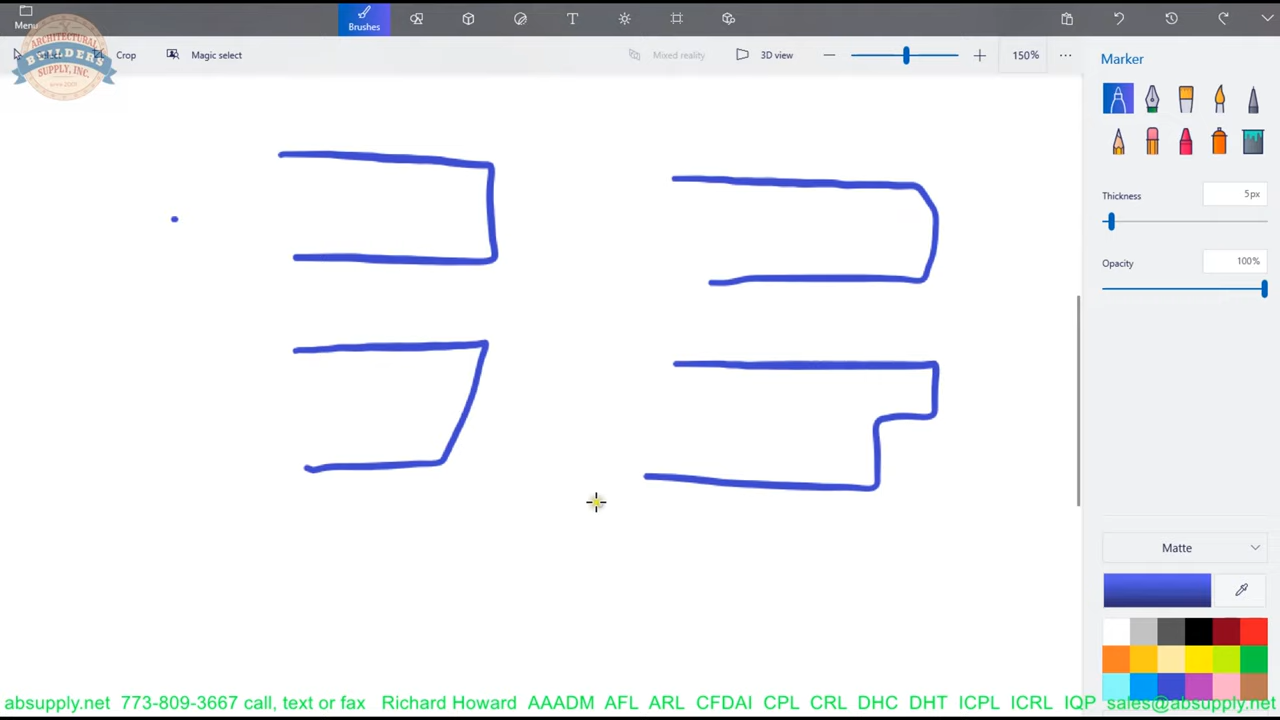 Menu
Brushes
ARCHITECTURAL
BUILDERS
SUPPLY, INC.
since 2005
Crop
Magic select
Mixed reality
3D view
150%
Marker
Thickness
5px
Opacity
100%
Matte
absupply.net 773-809-3667 call, text or fax Richard Howard AAADM AFL ARL CFDAI CPL CRL DHC DHT ICPL ICRL IQP sales@absupply.net